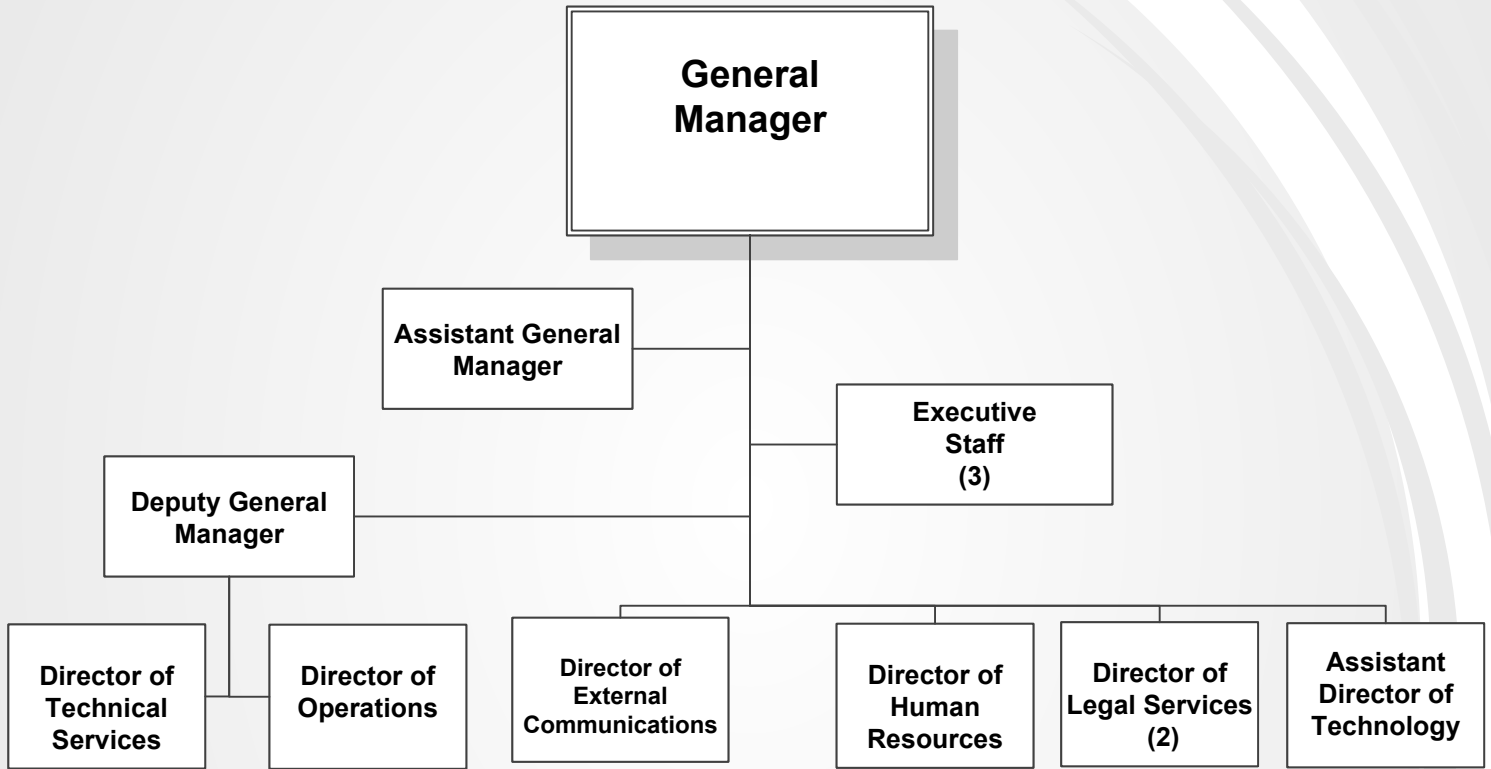 General
Manager
Assistant General
Manager
Executive
Staff
(3)
Deputy General
Manager
Director of
Technical
Services
Director of
Operations
Director of
External
Communications
Director of
Human
Resources
Director of
Legal Services
(2)
Assistant
Director of
Technology